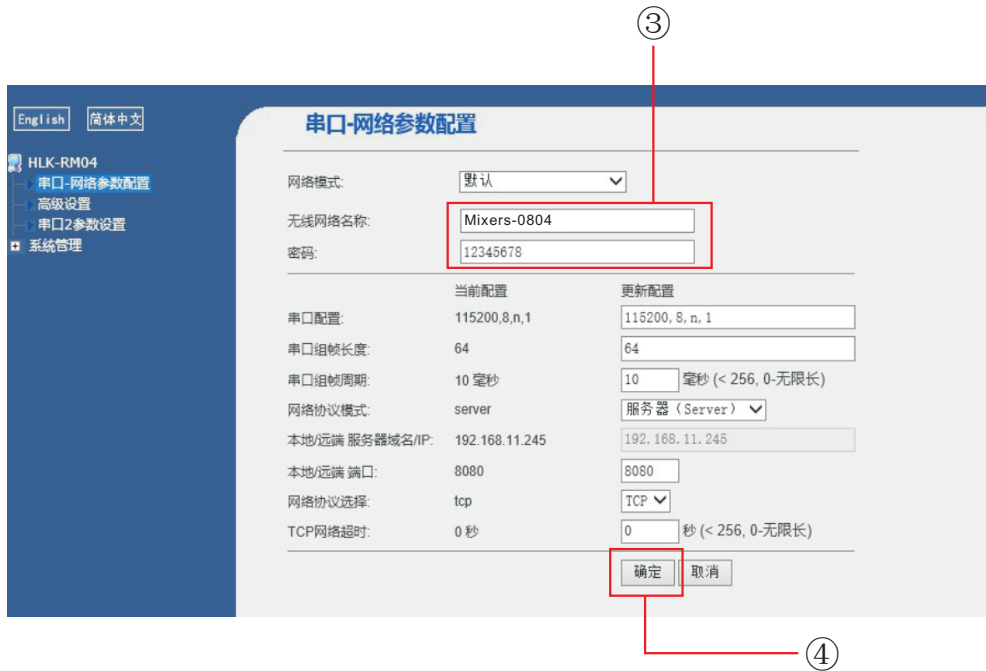 ③
English 简体中文
串口-网络参数配置
HLK-RM04
串口-网络参数配置
高级设置
串口2参数设置
系统管理
网络模式: 默认
无线网络名称: Mixers-0804
密码: 12345678
当前配置 更新配置
串口配置: 115200,8,n,1 115200,8,n,1
串口组帧长度: 64 64
串口组帧周期: 10 毫秒 10 毫秒 (< 256, 0-无限长)
网络协议模式: server 服务器（Server）
本地/远端 服务器域名/IP: 192.168.11.245 192.168.11.245
本地/远端 端口: 8080 8080
网络协议选择: tcp TCP
TCP网络超时: 0 秒 0 秒 (< 256, 0-无限长)
确定 取消
④